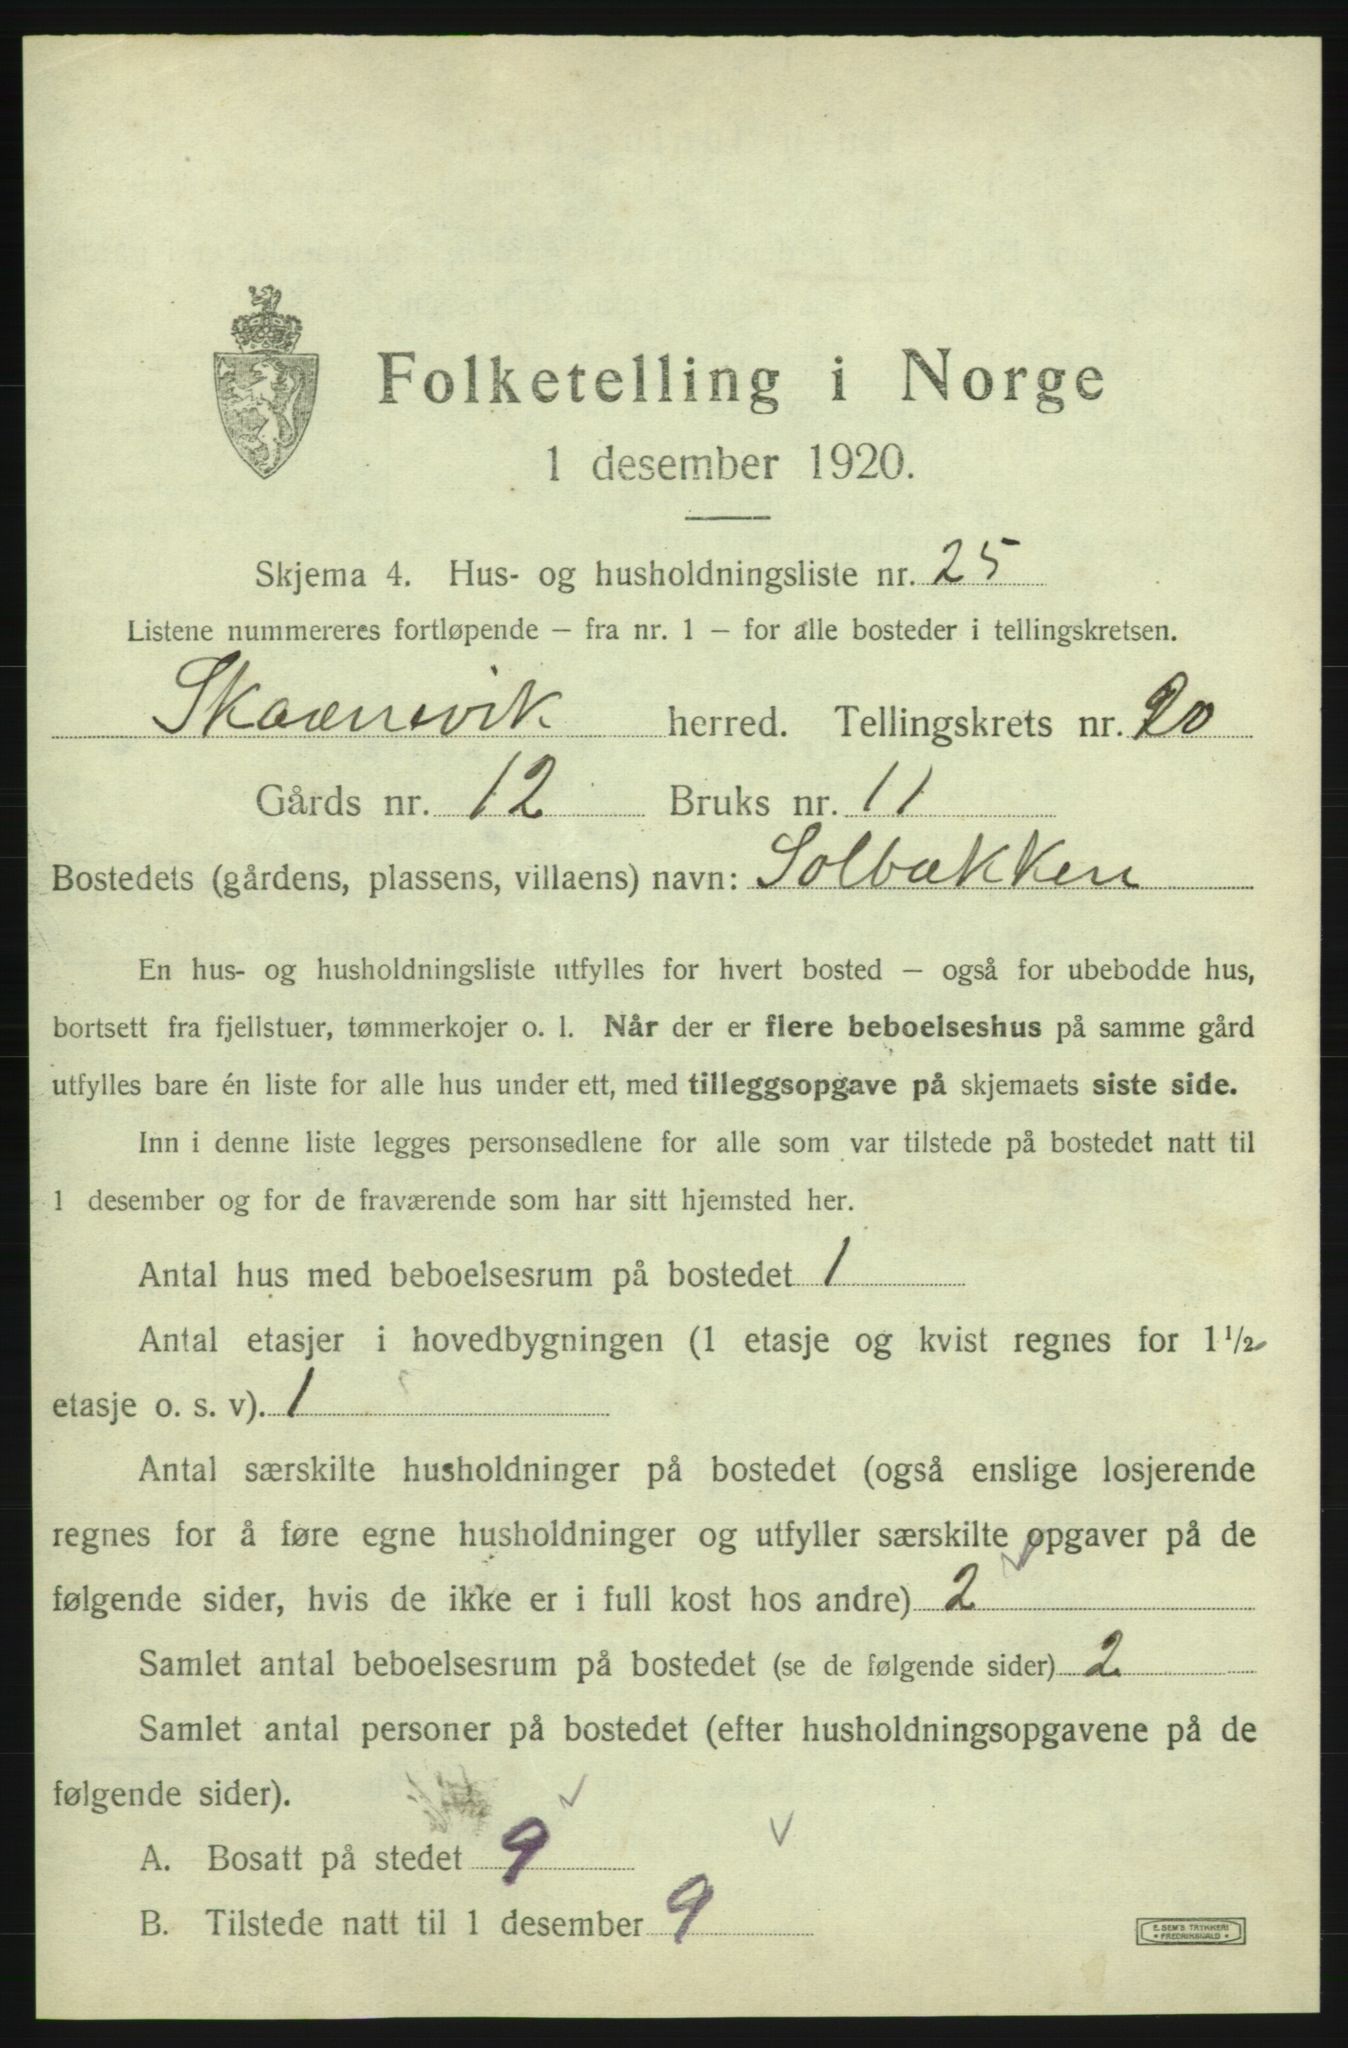 Folketelling i Norge
1 desember 1920.
Skjema 4. Hus- og husholdningsliste nr. 25
Listene nummereres fortløpende – fra nr. 1 – for alle bosteder i tellingskretsen.
Skaanevik herred. Tellingskrets nr. 20
Gårds nr. 12 Bruks nr. 11
Bostedets (gårdens, plassens, villaens) navn: Solbakken
En hus- og husholdningsliste utfylles for hvert bosted – også for ubebodde hus,
bortsett fra fjellstuer, tømmerkojer o. l. Når der er flere beboelseshus på samme gård
utfylles bare én liste for alle hus under ett, med tilleggsopgave på skjemaets siste side.
Inn i denne liste legges personsedlene for alle som var tilstede på bostedet natt til
1 desember og for de fraværende som har sitt hjemsted her.
Antal hus med beboelsesrum på bostedet 1
Antal etasjer i hovedbygningen (1 etasje og kvist regnes for 1 1/2
etasje o. s. v). 1
Antal særskilte husholdninger på bostedet (også enslige losjerende
regnes for å føre egne husholdninger og utfyller særskilte opgaver på de
følgende sider, hvis de ikke er i full kost hos andre) 2
Samlet antal beboelsesrum på bostedet (se de følgende sider) 2
Samlet antal personer på bostedet (efter husholdningsopgavene på de
følgende sider).
A. Bosatt på stedet 9
B. Tilstede natt til 1 desember 9
E. SEM'S TRYKKERI
FREDRIKSHALD